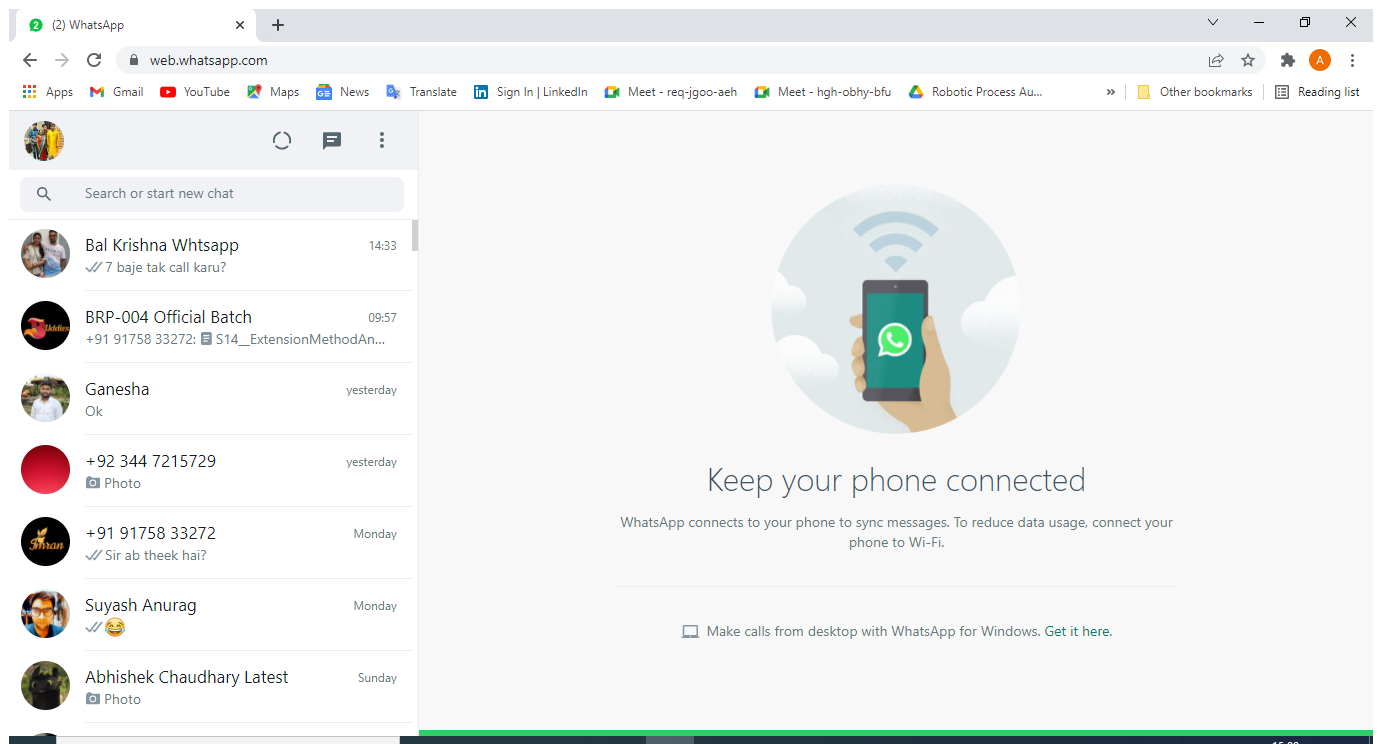 2 (2) WhatsApp
web.whatsapp.com
A
Apps Gmail YouTube Maps News Translate Sign In | LinkedIn Meet - req-jgoo-aeh Meet - hgh-obhy-bfu Robotic Process Au... » Other bookmarks Reading list
Search or start new chat
Bal Krishna Whtsapp 14:33
7 baje tak call karu?
BRP-004 Official Batch 09:57
+91 91758 33272: S14__ExtensionMethodAn...
Ganesha yesterday
Ok
+92 344 7215729 yesterday
Photo
+91 91758 33272 Monday
Sir ab theek hai?
Imran
Suyash Anurag Monday
😂
Abhishek Chaudhary Latest Sunday
Photo
Keep your phone connected
WhatsApp connects to your phone to sync messages. To reduce data usage, connect your
phone to Wi-Fi.
Make calls from desktop with WhatsApp for Windows. Get it here.